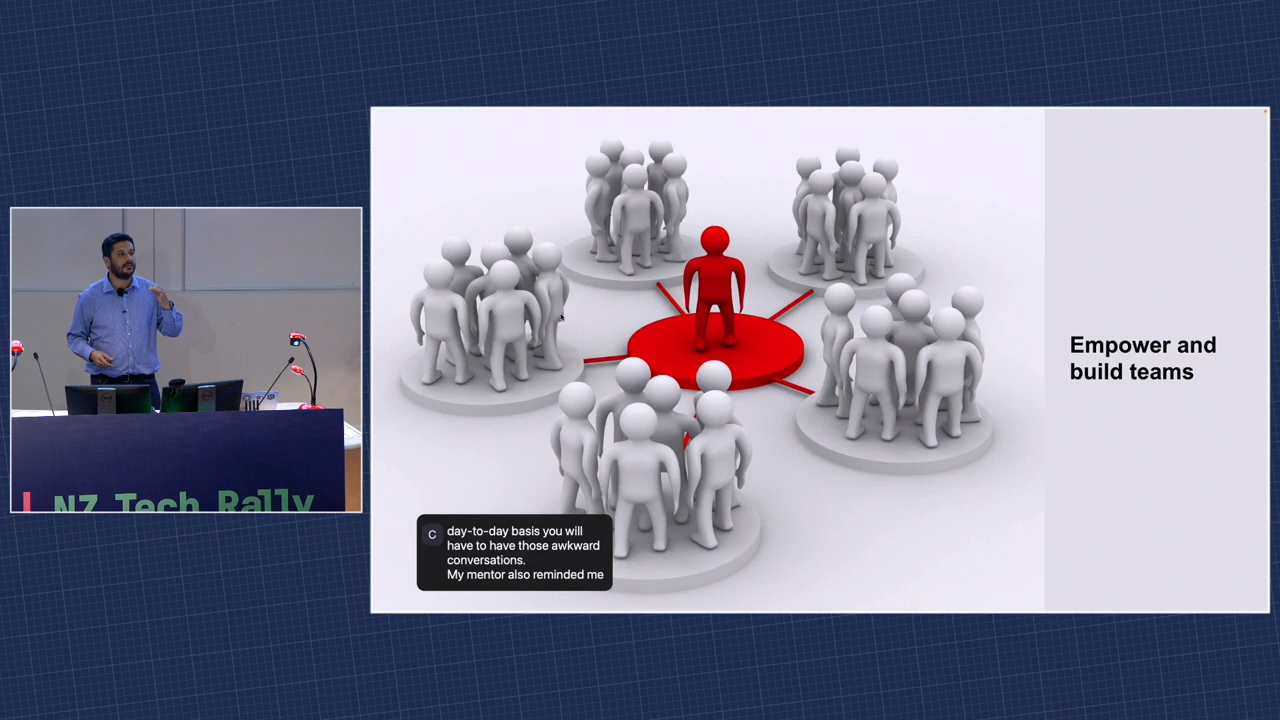 NZ Tech Rally
Empower and
build teams
C
day-to-day basis you will
have to have those awkward
conversations.
My mentor also reminded me